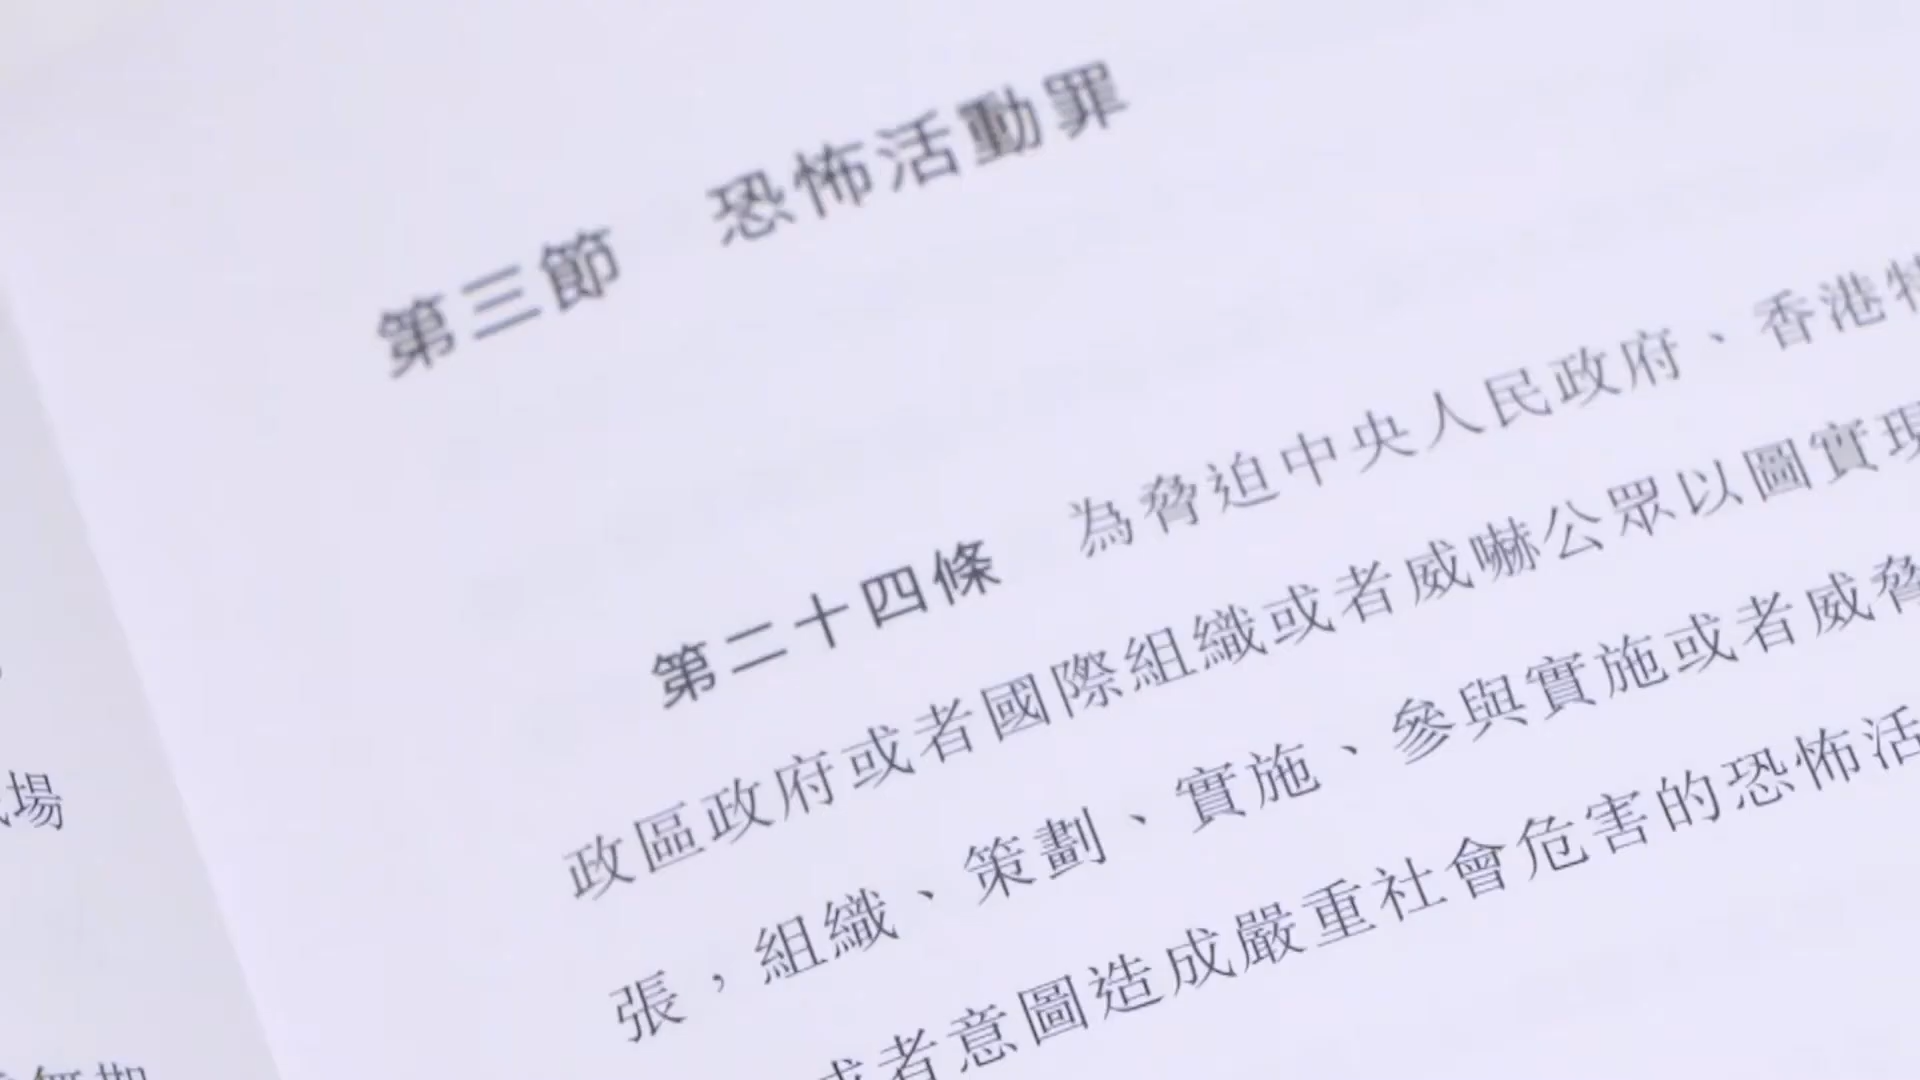 第三節 恐怖活動罪
第二十四條 為脅迫中央人民政府、香港特
政區政府或者國際組織或者威嚇公眾以圖實現
張，組織、策劃、實施、參與實施或者威脅
或者意圖造成嚴重社會危害的恐怖活
場
無期